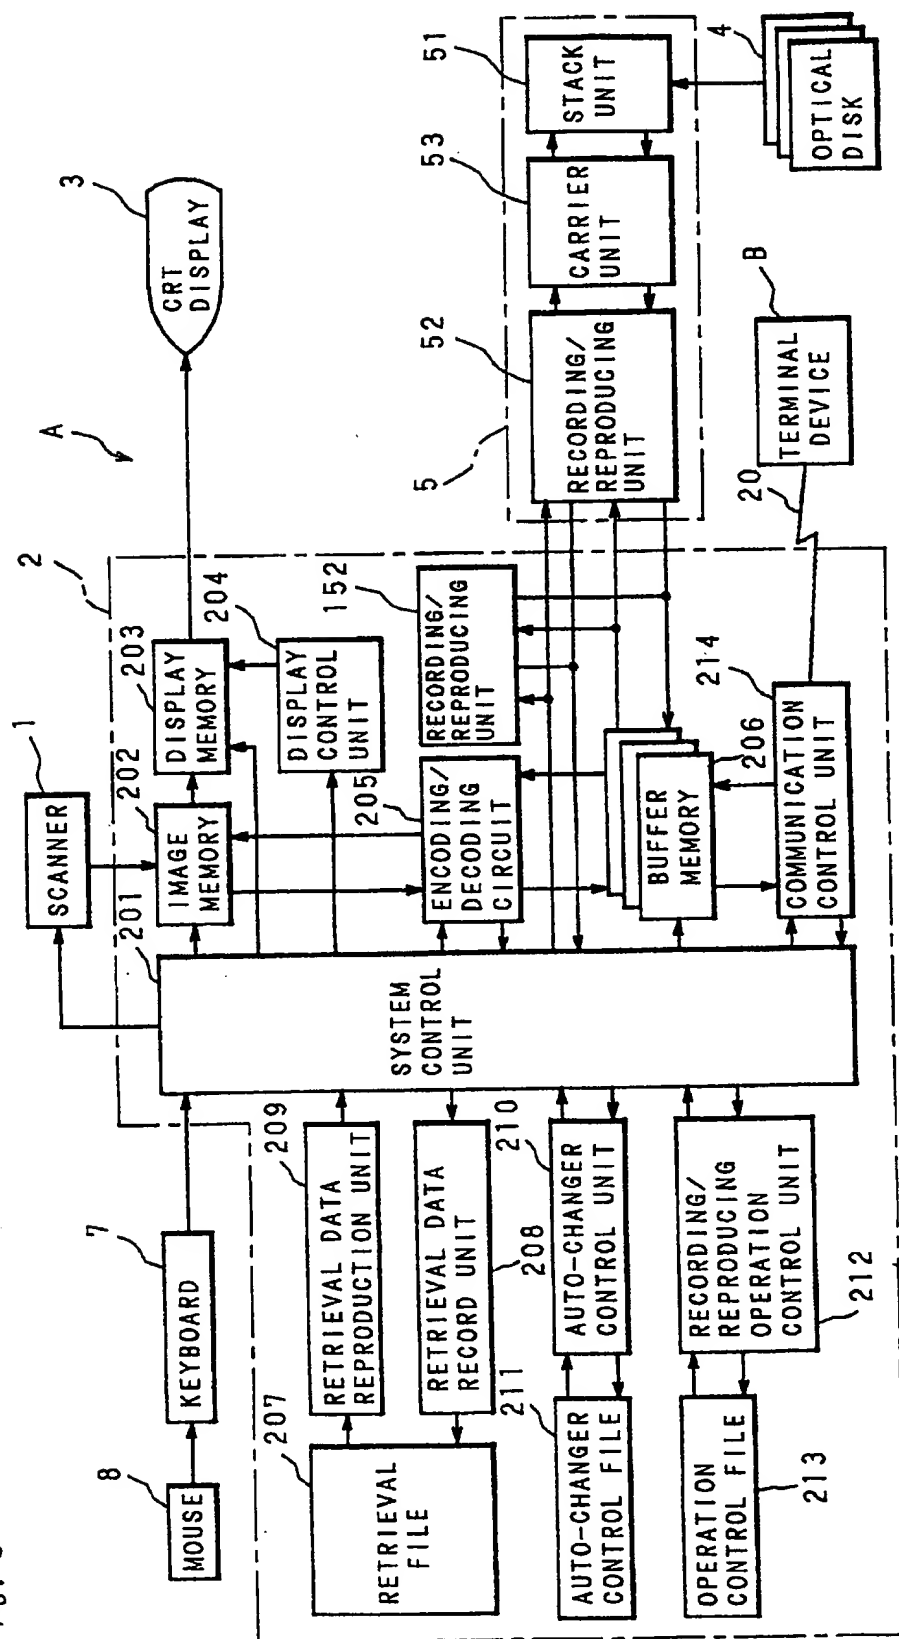 A
1
SCANNER
2
3
CRT
DISPLAY
8
MOUSE
7
KEYBOARD
201
SYSTEM
CONTROL
UNIT
202
IMAGE
MEMORY
203
DISPLAY
MEMORY
204
DISPLAY
CONTROL
UNIT
207
RETRIEVAL
FILE
209
RETRIEVAL DATA
REPRODUCTION UNIT
RETRIEVAL DATA
RECORD UNIT
208
205
ENCODING/
DECODING
CIRCUIT
152
RECORDING/
REPRODUCING
UNIT
5
52
RECORDING/
REPRODUCING
UNIT
53
CARRIER
UNIT
51
STACK
UNIT
4
OPTICAL
DISK
211
AUTO-CHANGER
CONTROL FILE
210
AUTO-CHANGER
CONTROL UNIT
BUFFER
MEMORY
206
OPERATION
CONTROL FILE
213
RECORDING/
REPRODUCING
OPERATION
CONTROL UNIT
212
214
COMMUNICATION
CONTROL UNIT
20
B
TERMINAL
DEVICE